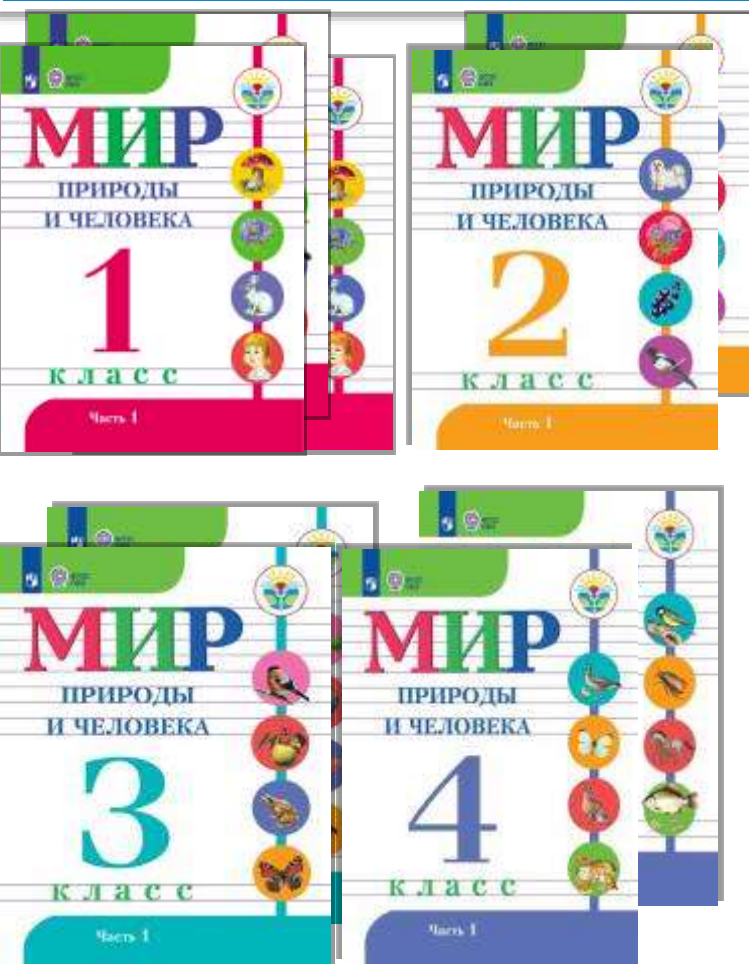 МИР
ПРИРОДЫ
И ЧЕЛОВЕКА
1
класс
Часть 1
МИР
ПРИРОДЫ
И ЧЕЛОВЕКА
2
класс
Часть 1
МИР
ПРИРОДЫ
И ЧЕЛОВЕКА
3
класс
Часть 1
МИР
ПРИРОДЫ
И ЧЕЛОВЕКА
4
класс
Часть 1